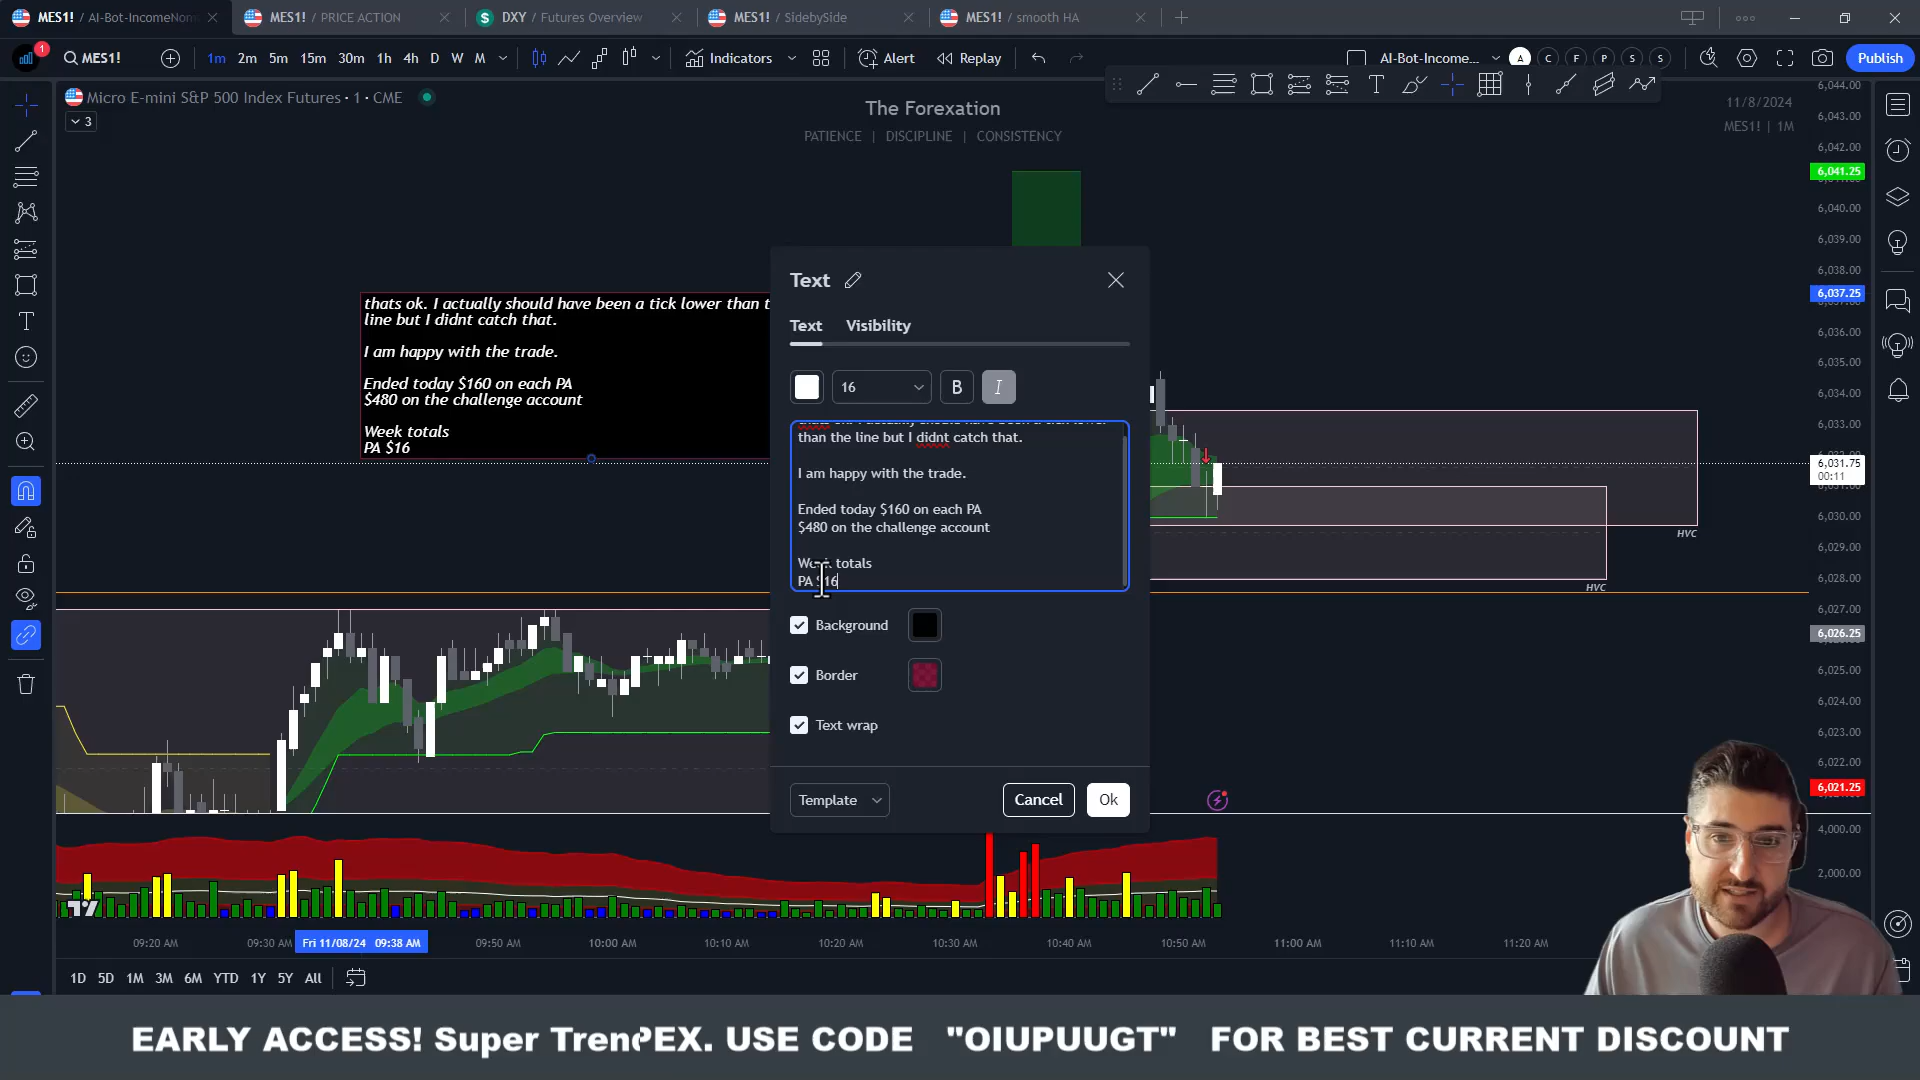 MES1! / AI-Bot-IncomeNon
MES1! / PRICE ACTION
DXY / Futures Overview
MES1! / SidebySide
MES1! / smooth HA
1
MES1!
1m 2m 5m 15m 30m 1h 4h D W M
Indicators
Alert
Replay
AI-Bot-Income...
A C F P S S
Publish
Micro E-mini S&P 500 Index Futures · 1 · CME
3
The Forexation
PATIENCE | DISCIPLINE | CONSISTENCY
11/8/2024
MES1! | 1M
6,044.00
6,043.00
6,042.00
6,041.25
6,040.00
6,039.00
6,038.00
6,037.25
6,036.00
6,035.00
6,034.00
6,033.00
6,031.75
00:11
6,030.00
6,029.00
6,028.00
6,027.00
6,026.25
6,025.00
6,024.00
6,023.00
6,022.00
6,021.25
4,000.00
2,000.00
HVC
HVC
thats ok. I actually should have been a tick lower than t
line but I didnt catch that.
I am happy with the trade.
Ended today $160 on each PA
$480 on the challenge account
Week totals
PA $16
Text
Text Visibility
16 B I
than the line but I didnt catch that.
I am happy with the trade.
Ended today $160 on each PA
$480 on the challenge account
Week totals
PA $16
Background
Border
Text wrap
Template
Cancel
Ok
09:20 AM
09:30 AM
Fri 11/08/24 09:38 AM
09:50 AM
10:00 AM
10:10 AM
10:20 AM
10:30 AM
10:40 AM
10:50 AM
11:00 AM
11:10 AM
11:20 AM
1D 5D 1M 3M 6M YTD 1Y 5Y All
EARLY ACCESS! Super Tren
PEX. USE CODE "OIUPUUGT" FOR BEST CURRENT DISCOUNT